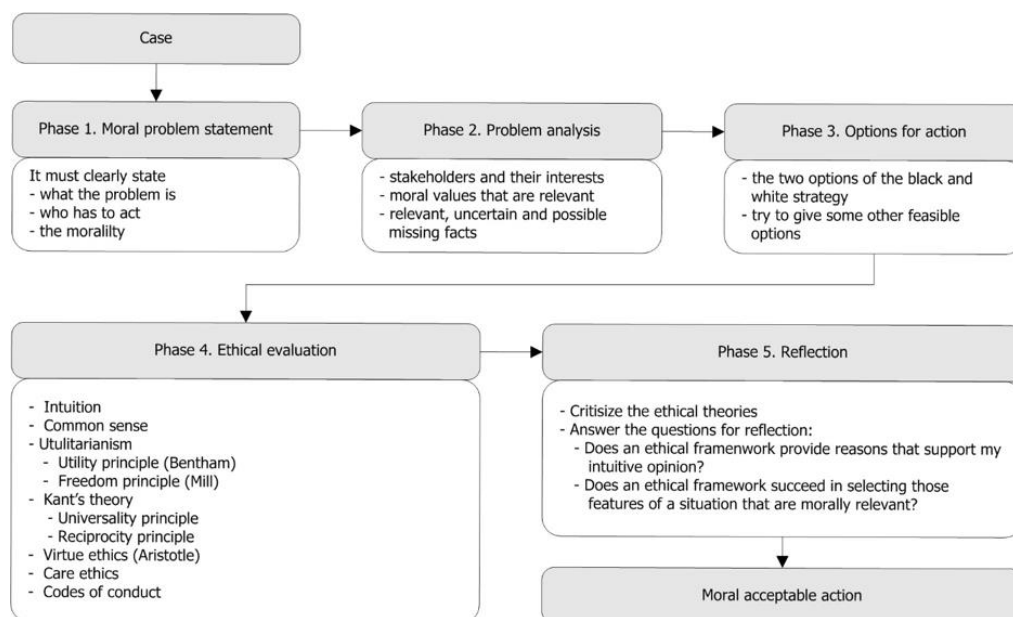 Case
Phase 1. Moral problem statement
It must clearly state
- what the problem is
- who has to act
- the moralilty
Phase 2. Problem analysis
- stakeholders and their interests
- moral values that are relevant
- relevant, uncertain and possible
missing facts
Phase 3. Options for action
- the two options of the black and
white strategy
- try to give some other feasible
options
Phase 4. Ethical evaluation
- Intuition
- Common sense
- Utulitarianism
- Utility principle (Bentham)
- Freedom principle (Mill)
- Kant's theory
- Universality principle
- Reciprocity principle
- Virtue ethics (Aristotle)
- Care ethics
- Codes of conduct
Phase 5. Reflection
- Critisize the ethical theories
- Answer the questions for reflection:
- Does an ethical framenwork provide reasons that support my
intuitive opinion?
- Does an ethical framework succeed in selecting those
features of a situation that are morally relevant?
Moral acceptable action